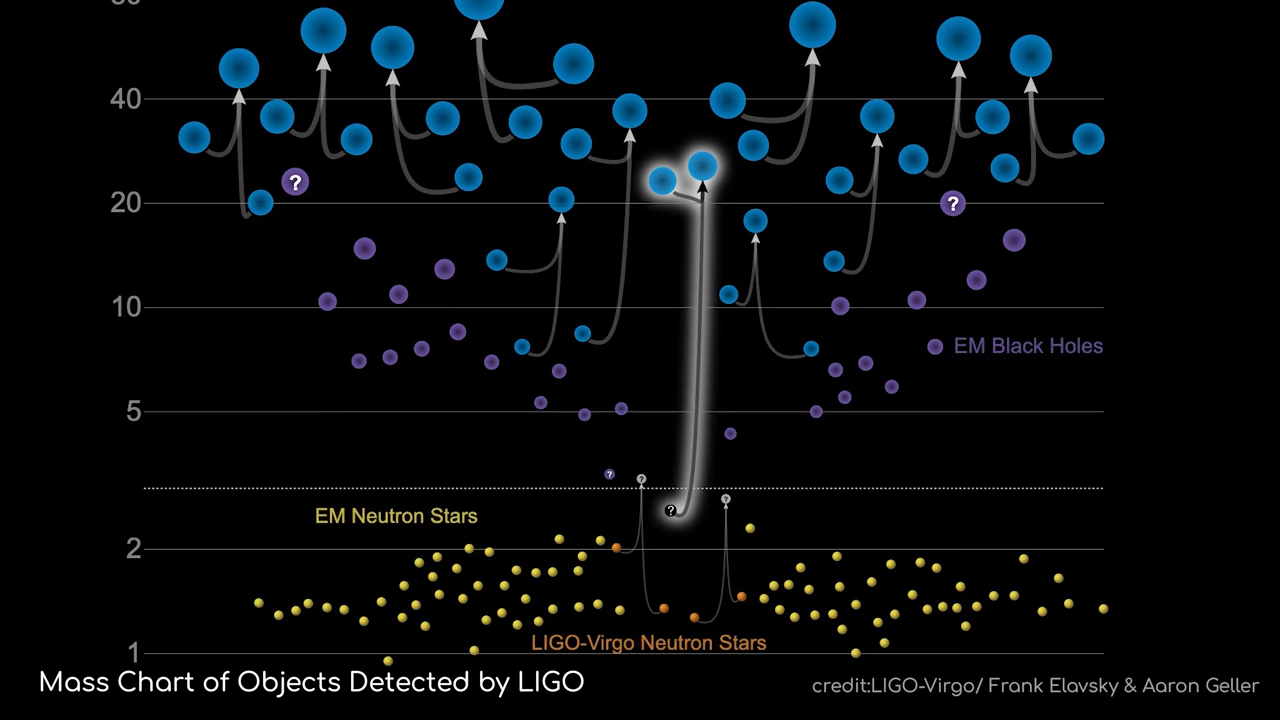 40
?
20
?
10
EM Black Holes
5
?
?
?
?
EM Neutron Stars
2
LIGO-Virgo Neutron Stars
1
Mass Chart of Objects Detected by LIGO
credit:LIGO-Virgo/ Frank Elavsky & Aaron Geller